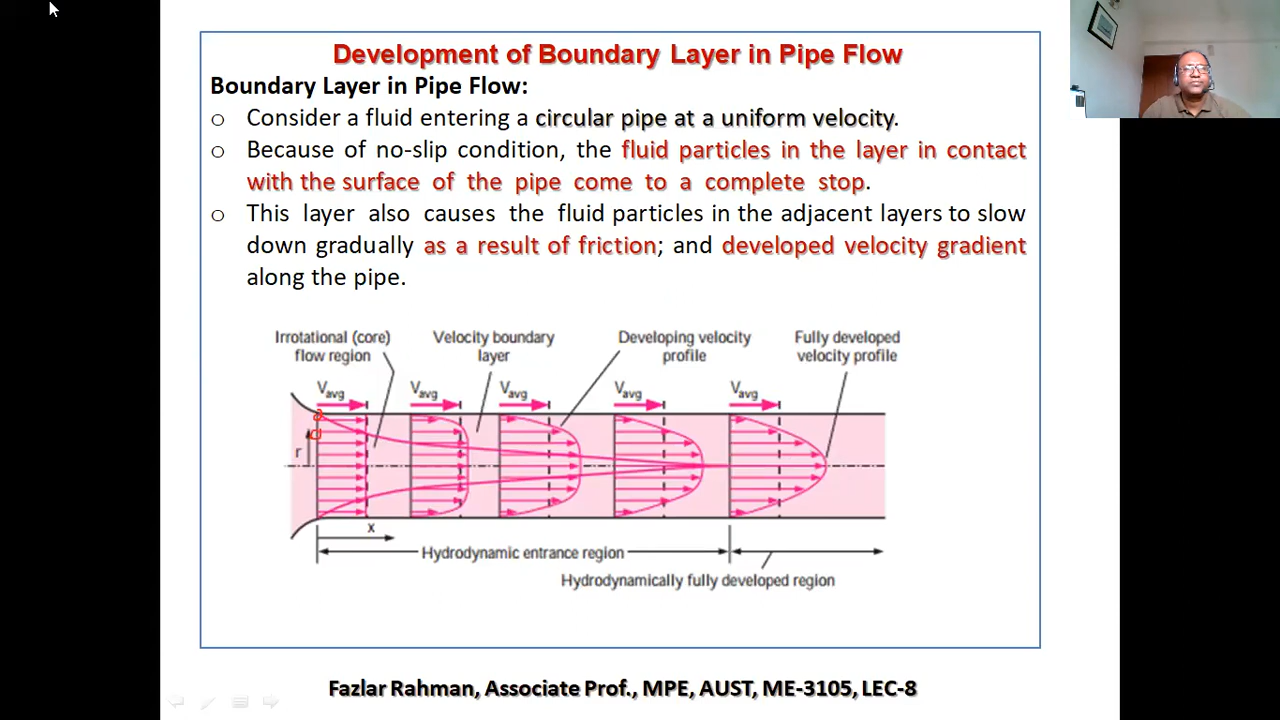 Development of Boundary Layer in Pipe Flow
Boundary Layer in Pipe Flow:
o Consider a fluid entering a circular pipe at a uniform velocity.
o Because of no-slip condition, the fluid particles in the layer in contact
with the surface of the pipe come to a complete stop.
o This layer also causes the fluid particles in the adjacent layers to slow
down gradually as a result of friction; and developed velocity gradient
along the pipe.
Irrotational (core)
flow region
Velocity boundary
layer
Developing velocity
profile
Fully developed
velocity profile
Vavg Vavg Vavg Vavg Vavg
r
x
Hydrodynamic entrance region
Hydrodynamically fully developed region
Fazlar Rahman, Associate Prof., MPE, AUST, ME-3105, LEC-8